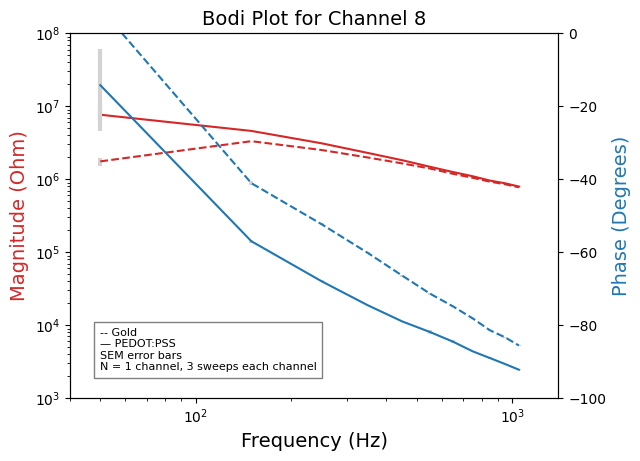 Bodi Plot for Channel 8
Magnitude (Ohm)
10^8
10^7
10^6
10^5
10^4
10^3
-- Gold
— PEDOT:PSS
SEM error bars
N = 1 channel, 3 sweeps each channel
10^2
10^3
Frequency (Hz)
0
−20
−40
−60
−80
−100
Phase (Degrees)